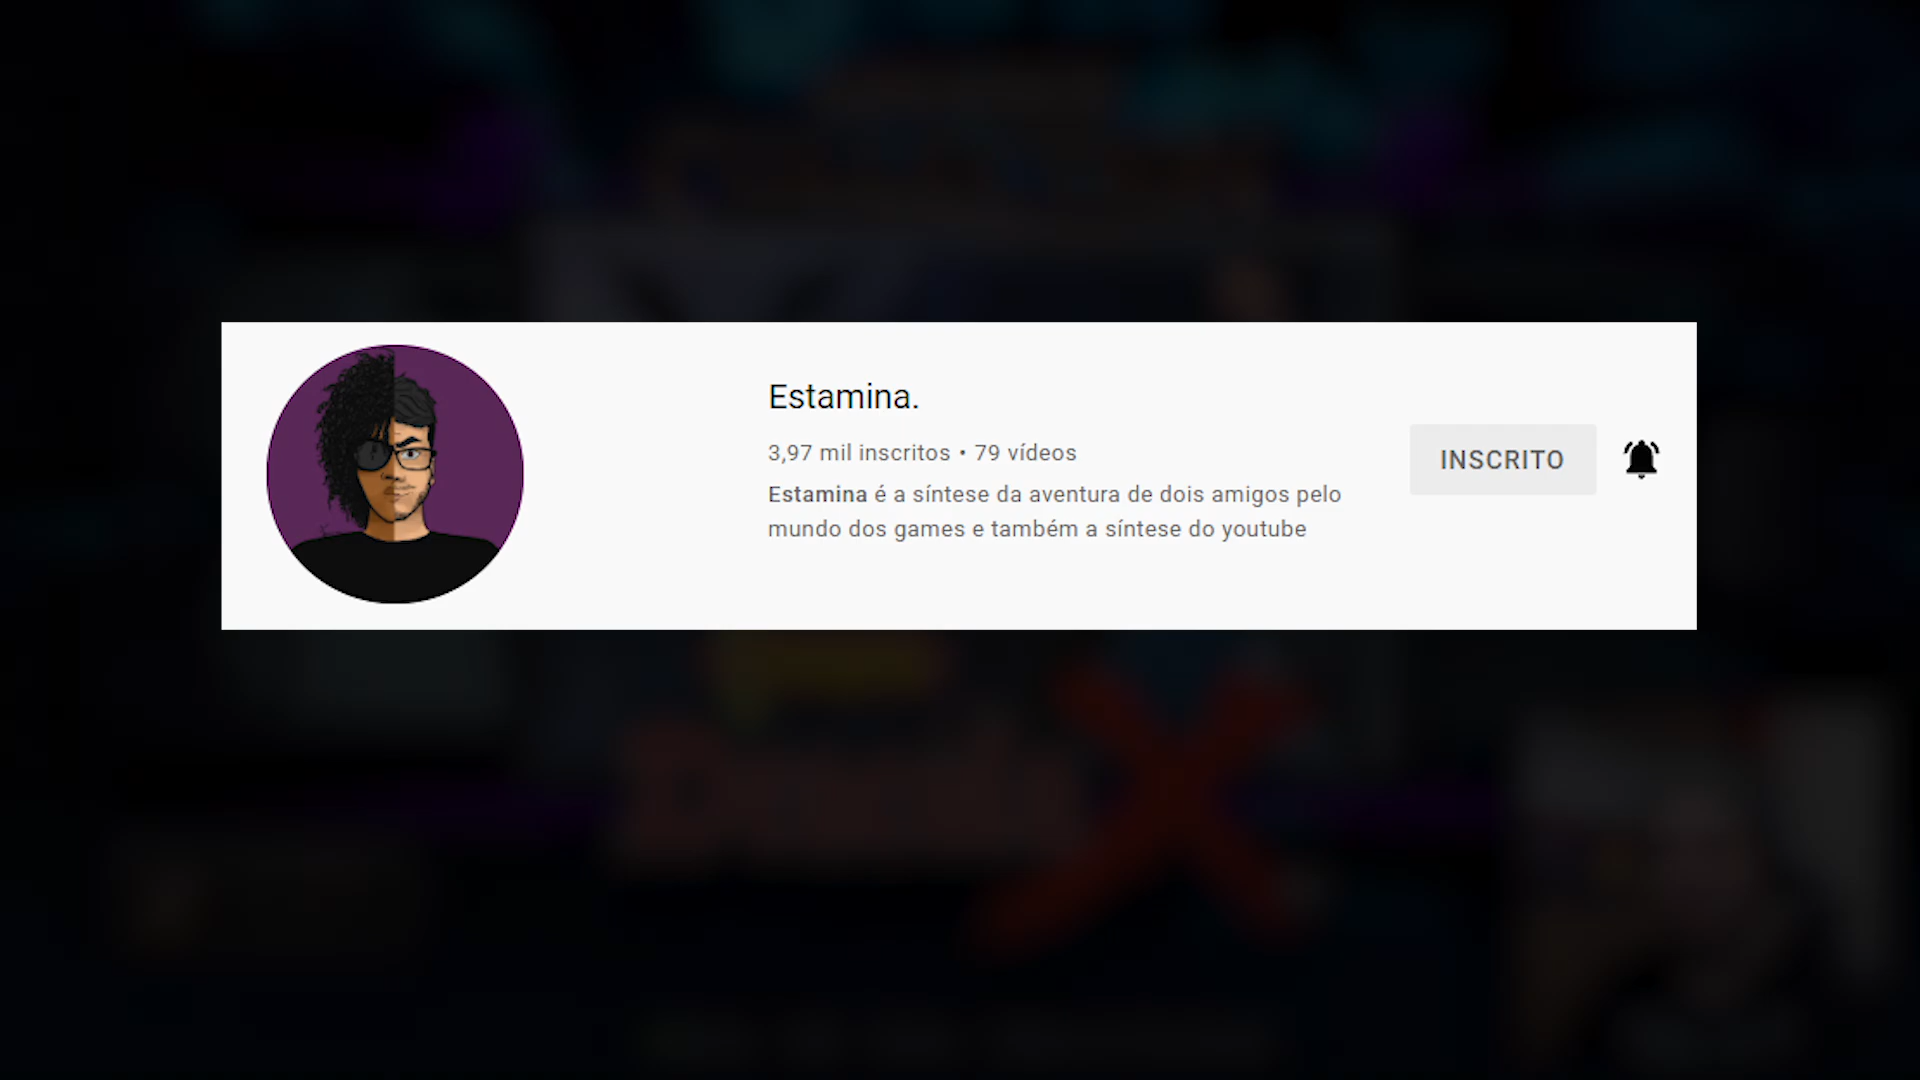 Estamina.
3,97 mil inscritos • 79 vídeos
Estamina é a síntese da aventura de dois amigos pelo
mundo dos games e também a síntese do youtube
INSCRITO